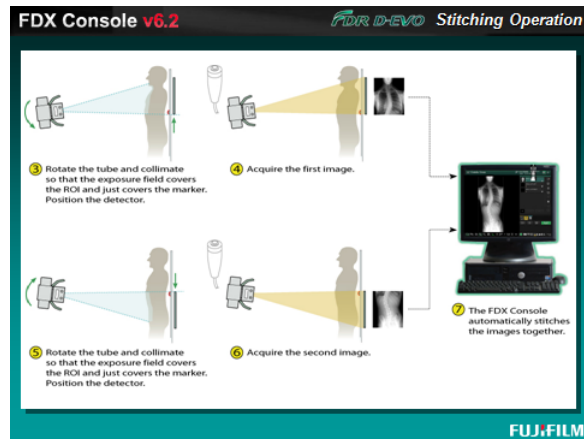 FDX Console v6.2
FDR D-EVO Stitching Operation
3 Rotate the tube and collimate
so that the exposure field covers
the ROI and just covers the marker.
Position the detector.
4 Acquire the first image.
5 Rotate the tube and collimate
so that the exposure field covers
the ROI and just covers the marker.
Position the detector.
6 Acquire the second image.
7 The FDX Console
automatically stitches
the images together.
FUJIFILM